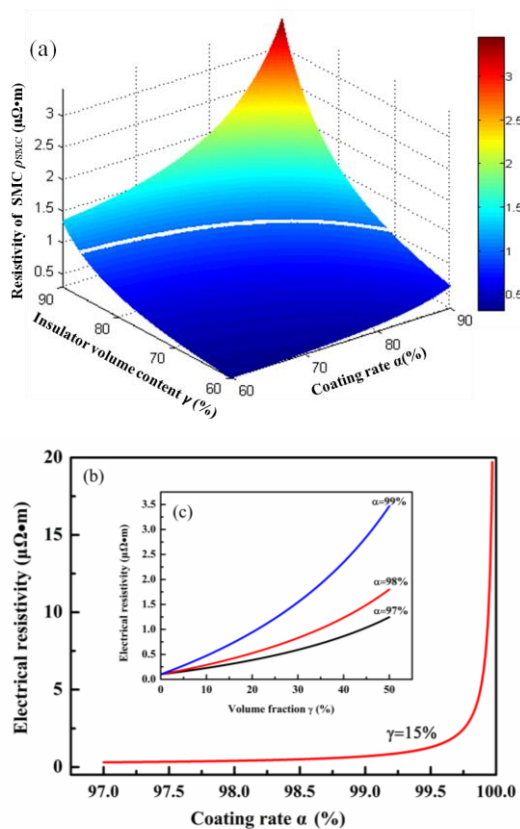 (a)
Resistivity of SMC ρSMC (μΩ•m)
3
2.5
2
1.5
1
0.5
90
80
70
60
Insulator volume content γ (%)
60
70
80
90
Coating rate α(%)
3
2.5
2
1.5
1
0.5
(b)
Electrical resistivity (μΩ•m)
20
15
10
5
0
97.0 97.5 98.0 98.5 99.0 99.5 100.0
Coating rate α (%)
γ=15%
(c)
Electrical resistivity (μΩ•m)
3.5
3.0
2.5
2.0
1.5
1.0
0.5
0.0
0 10 20 30 40 50
Volume fraction γ (%)
α=99%
α=98%
α=97%